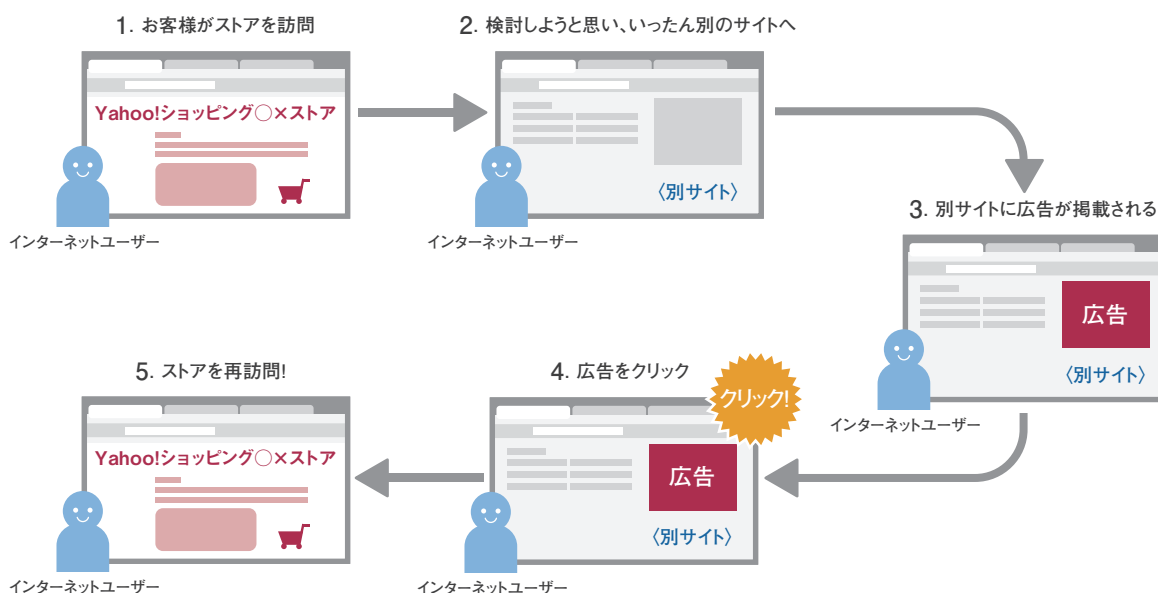 1. お客様がストアを訪問
Yahoo!ショッピング〇×ストア
インターネットユーザー
2. 検討しようと思い、いったん別のサイトへ
〈別サイト〉
インターネットユーザー
3. 別サイトに広告が掲載される
広告
〈別サイト〉
インターネットユーザー
4. 広告をクリック
クリック!
広告
〈別サイト〉
インターネットユーザー
5. ストアを再訪問!
Yahoo!ショッピング〇×ストア
インターネットユーザー